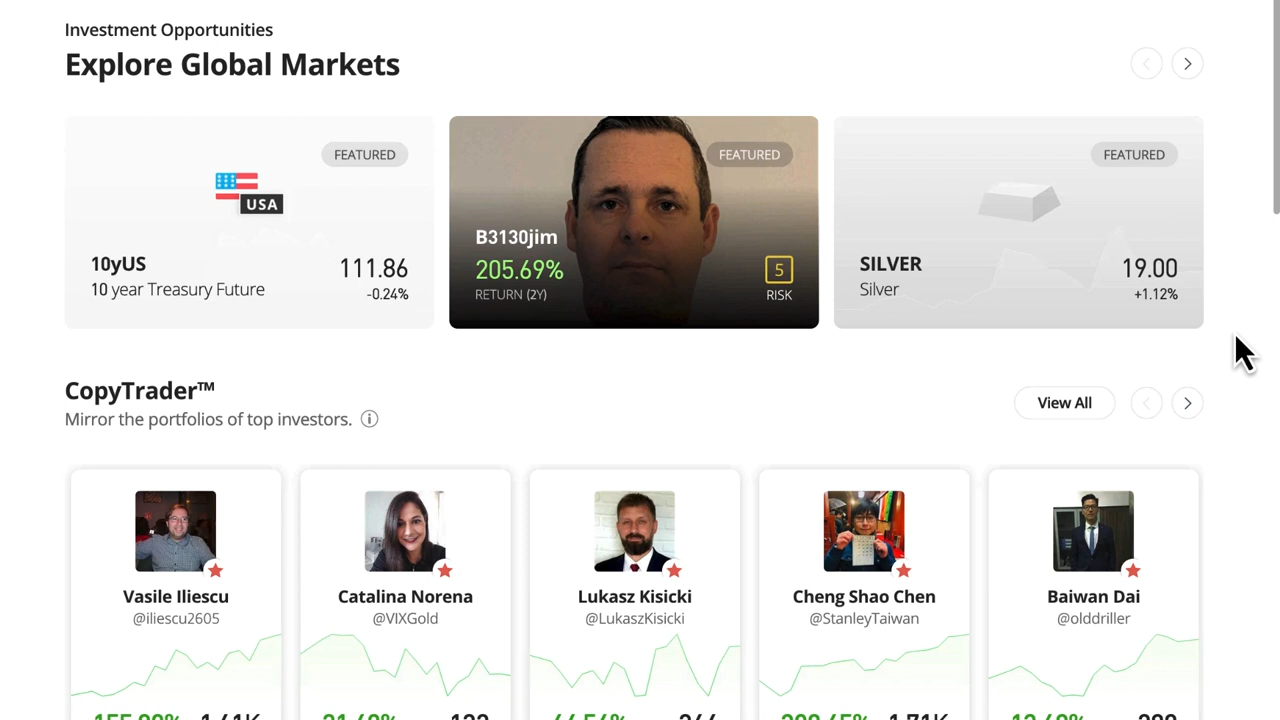 Investment Opportunities
Explore Global Markets
FEATURED
USA
10yUS
10 year Treasury Future
111.86
-0.24%
FEATURED
B3130jim
205.69%
RETURN (2Y)
5
RISK
FEATURED
SILVER
Silver
19.00
+1.12%
CopyTrader™
Mirror the portfolios of top investors.
View All
Vasile Iliescu
@iliescu2605
Catalina Norena
@VIXGold
Lukasz Kisicki
@LukaszKisicki
Cheng Shao Chen
@StanleyTaiwan
Baiwan Dai
@olddriller